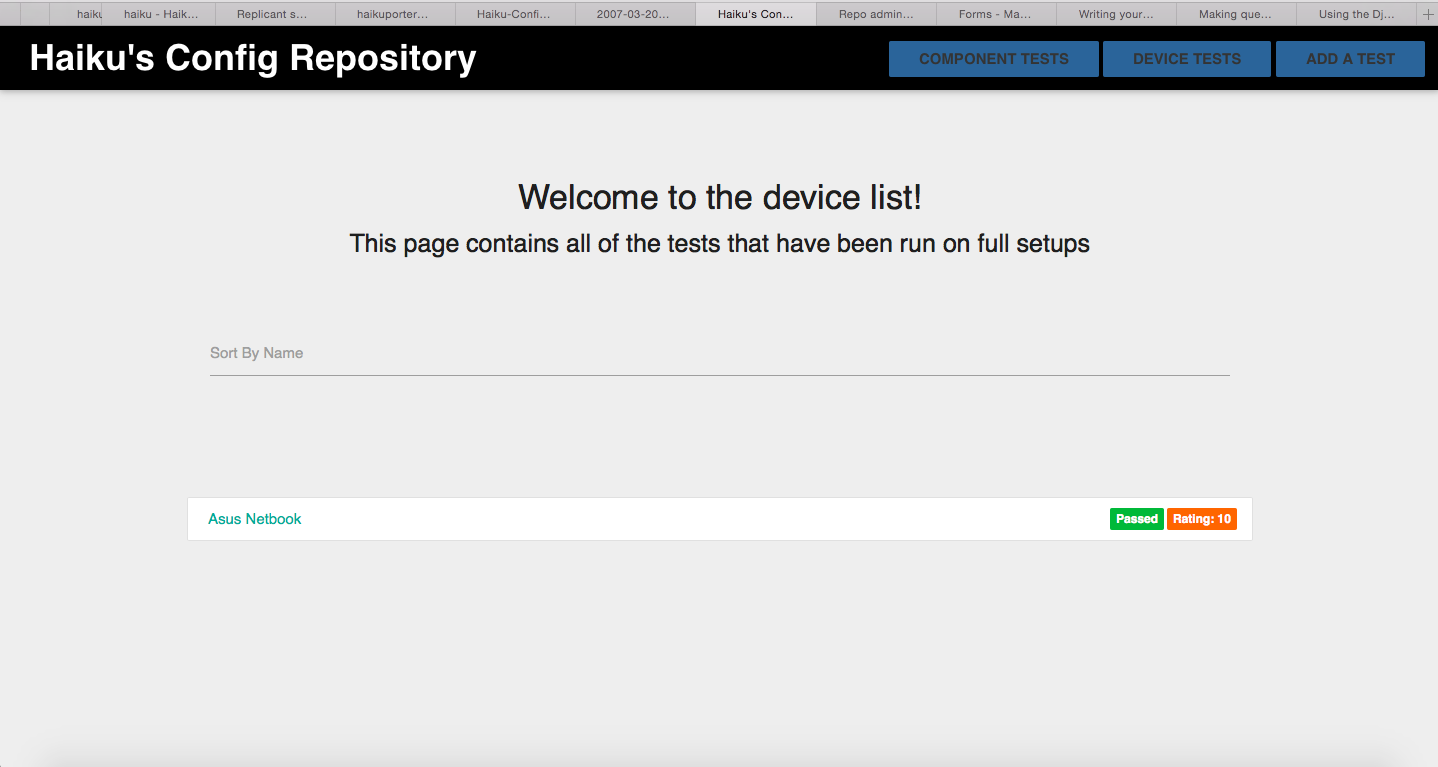 haiku
haiku - Haik...
Replicant s...
haikuporter...
Haiku-Confi...
2007-03-20...
Haiku's Con...
Repo admin...
Forms - Ma...
Writing your...
Making que...
Using the Dj...
Haiku's Config Repository
COMPONENT TESTS
DEVICE TESTS
ADD A TEST
Welcome to the device list!
This page contains all of the tests that have been run on full setups
Sort By Name
Asus Netbook
Passed
Rating: 10